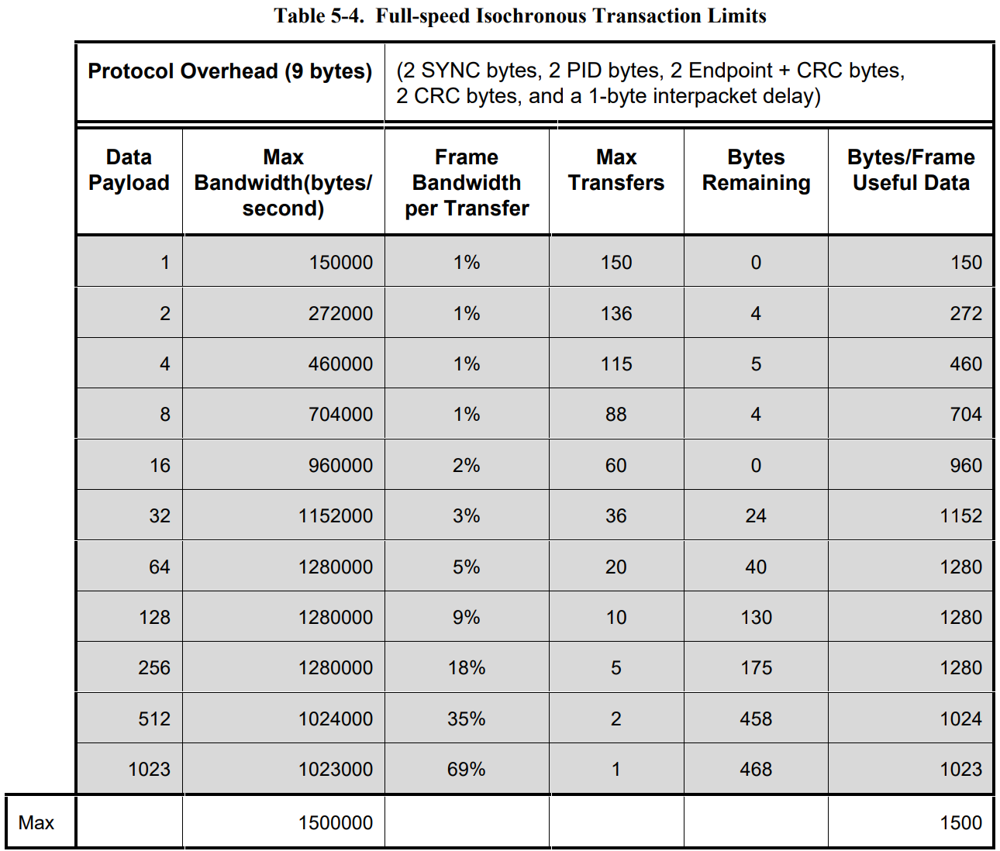 Table 5-4. Full-speed Isochronous Transaction Limits
Protocol Overhead (9 bytes) (2 SYNC bytes, 2 PID bytes, 2 Endpoint + CRC bytes,
2 CRC bytes, and a 1-byte interpacket delay)
Data Max Frame Max Bytes Bytes/Frame
Payload Bandwidth(bytes/ Bandwidth Transfers Remaining Useful Data
second) per Transfer
1 150000 1% 150 0 150
2 272000 1% 136 4 272
4 460000 1% 115 5 460
8 704000 1% 88 4 704
16 960000 2% 60 0 960
32 1152000 3% 36 24 1152
64 1280000 5% 20 40 1280
128 1280000 9% 10 130 1280
256 1280000 18% 5 175 1280
512 1024000 35% 2 458 1024
1023 1023000 69% 1 468 1023
Max 1500000 1500